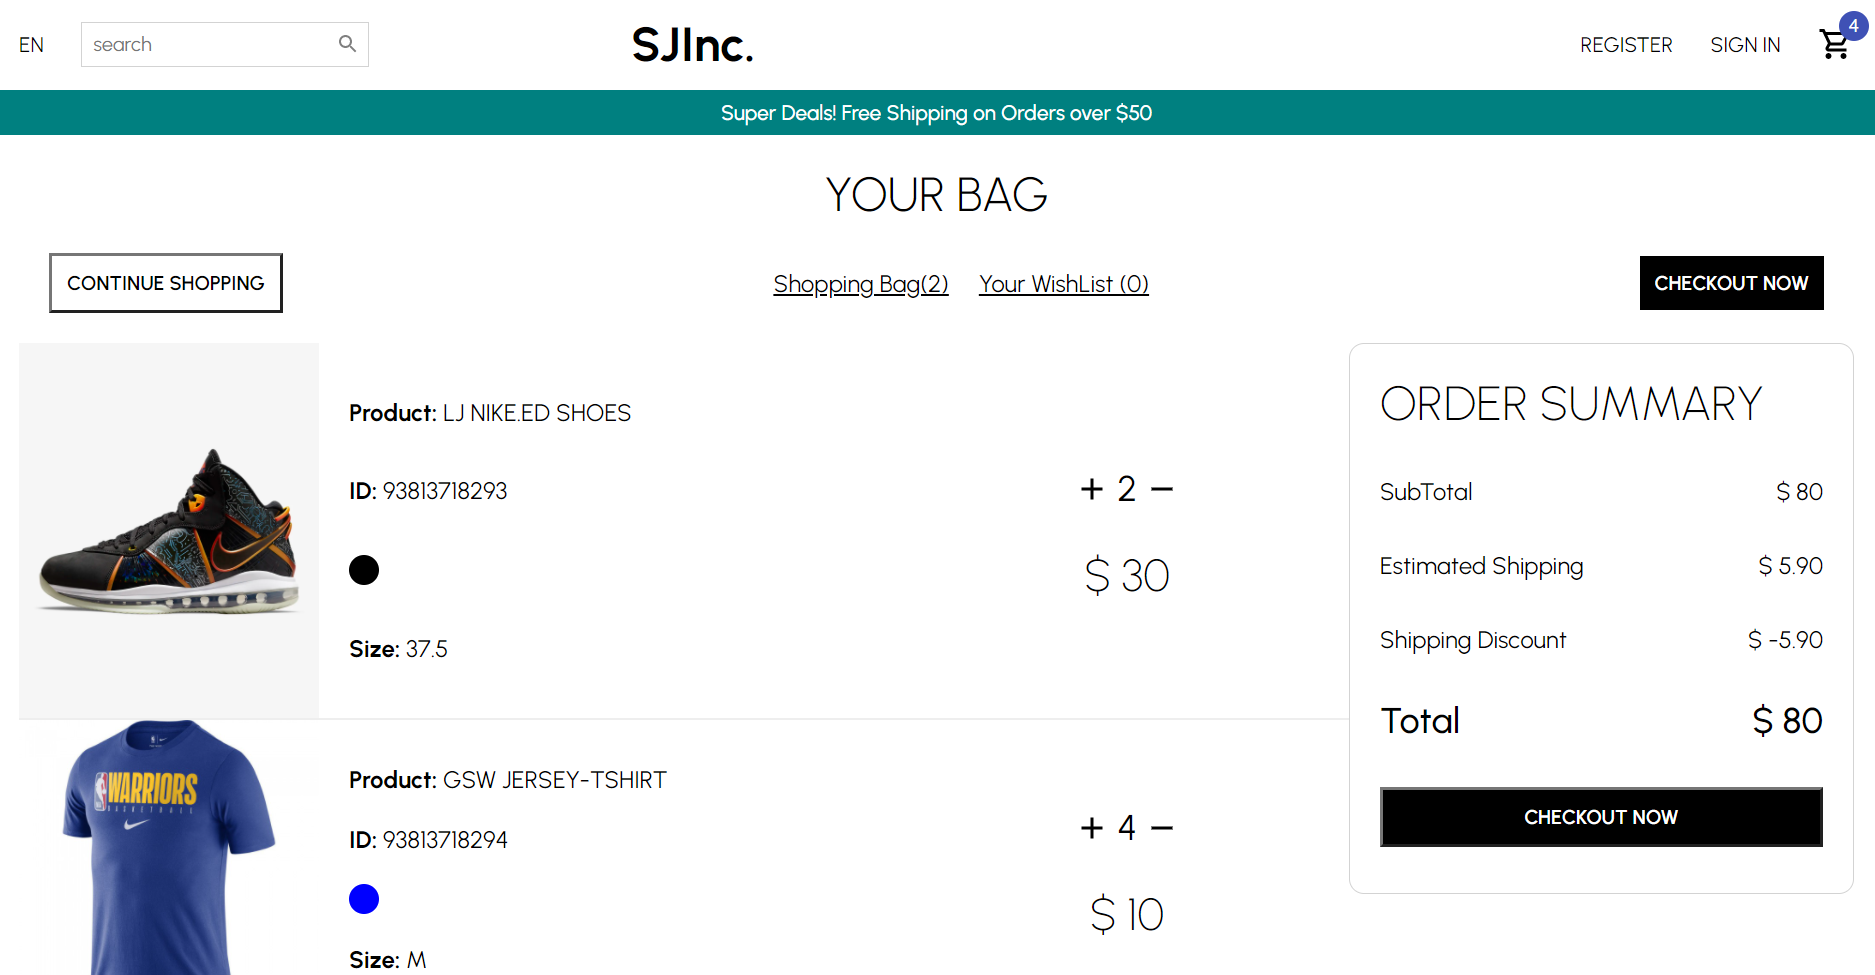 EN
search
SJInc.
REGISTER
SIGN IN
4
Super Deals! Free Shipping on Orders over $50
YOUR BAG
CONTINUE SHOPPING
Shopping Bag(2)
Your WishList (0)
CHECKOUT NOW
Product: LJ NIKE.ED SHOES
ID: 93813718293
Size: 37.5
+ 2 −
$ 30
WARRIORS
BASKETBALL
Product: GSW JERSEY-TSHIRT
ID: 93813718294
Size: M
+ 4 −
$ 10
ORDER SUMMARY
SubTotal $ 80
Estimated Shipping $ 5.90
Shipping Discount $ -5.90
Total $ 80
CHECKOUT NOW